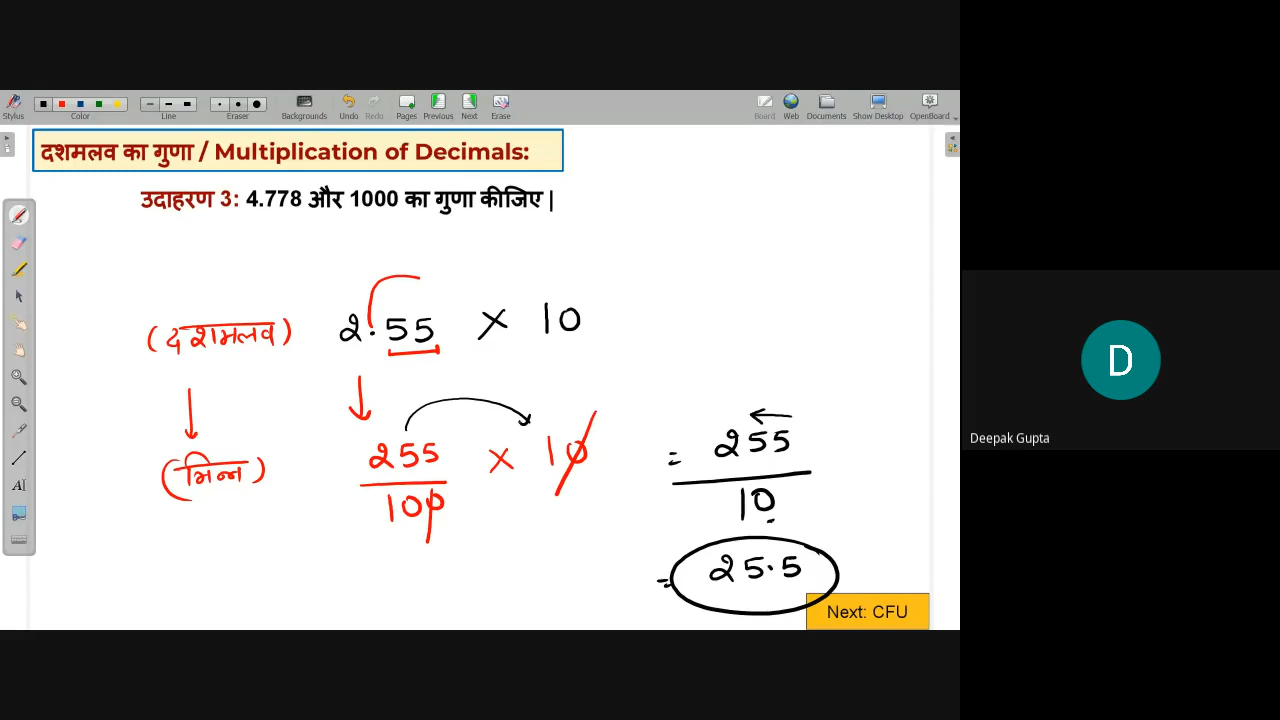 Stylus
Color
Line
Eraser
Backgrounds
Undo
Redo
Pages
Previous
Next
Erase
Board
Web
Documents
Show Desktop
OpenBoard
दशमलव का गुणा / Multiplication of Decimals:
उदाहरण 3: 4.778 और 1000 का गुणा कीजिए |
(दशमलव) 2.55 × 10
(भिन्न) 255/100 × 10 = 255/10
= 25.5
Next: CFU
D
Deepak Gupta